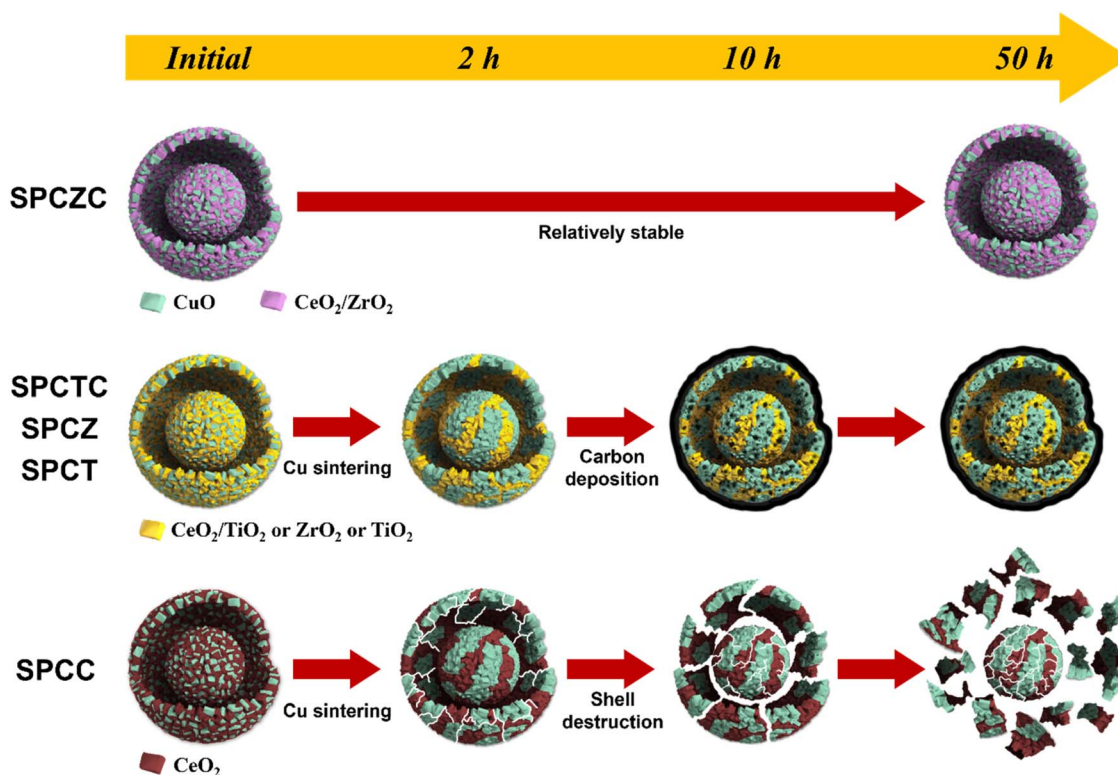 Initial 2 h 10 h 50 h
SPCZC
Relatively stable
CuO CeO₂/ZrO₂
SPCTC
SPCZ
SPCT
Cu sintering
Carbon
deposition
CeO₂/TiO₂ or ZrO₂ or TiO₂
SPCC
Cu sintering
Shell
destruction
CeO₂